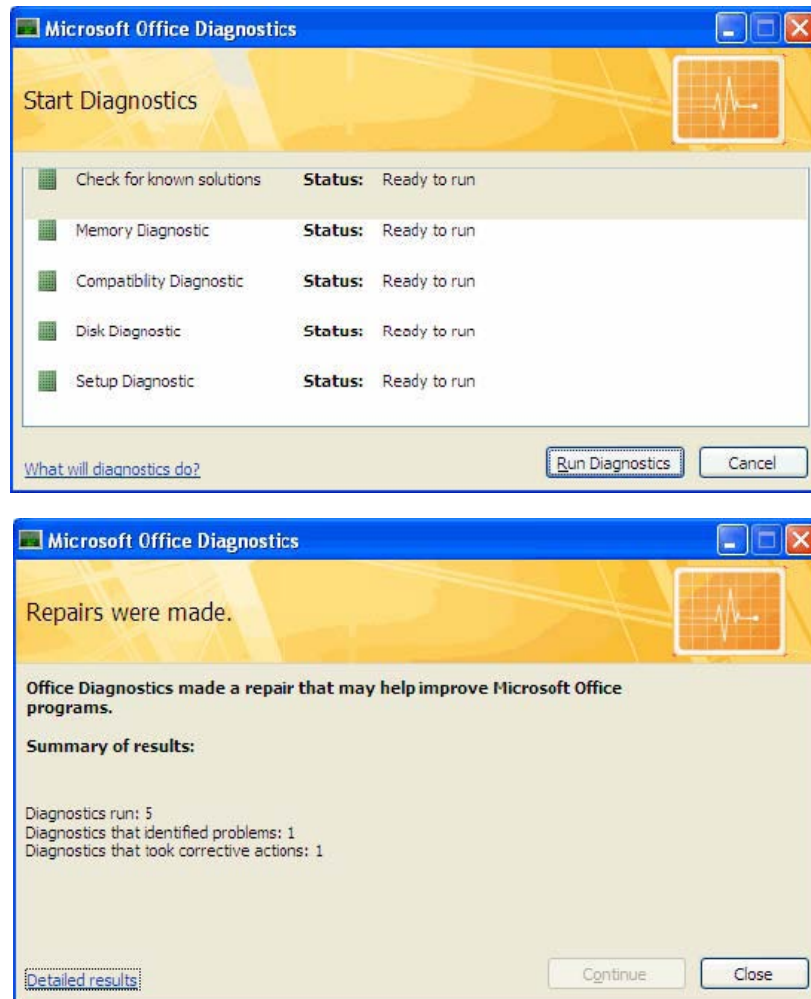 Microsoft Office Diagnostics
Start Diagnostics
Check for known solutions Status: Ready to run
Memory Diagnostic Status: Ready to run
Compatiblity Diagnostic Status: Ready to run
Disk Diagnostic Status: Ready to run
Setup Diagnostic Status: Ready to run
What will diagnostics do? Run Diagnostics Cancel
Microsoft Office Diagnostics
Repairs were made.
Office Diagnostics made a repair that may help improve Microsoft Office
programs.
Summary of results:
Diagnostics run: 5
Diagnostics that identified problems: 1
Diagnostics that took corrective actions: 1
Detailed results Continue Close